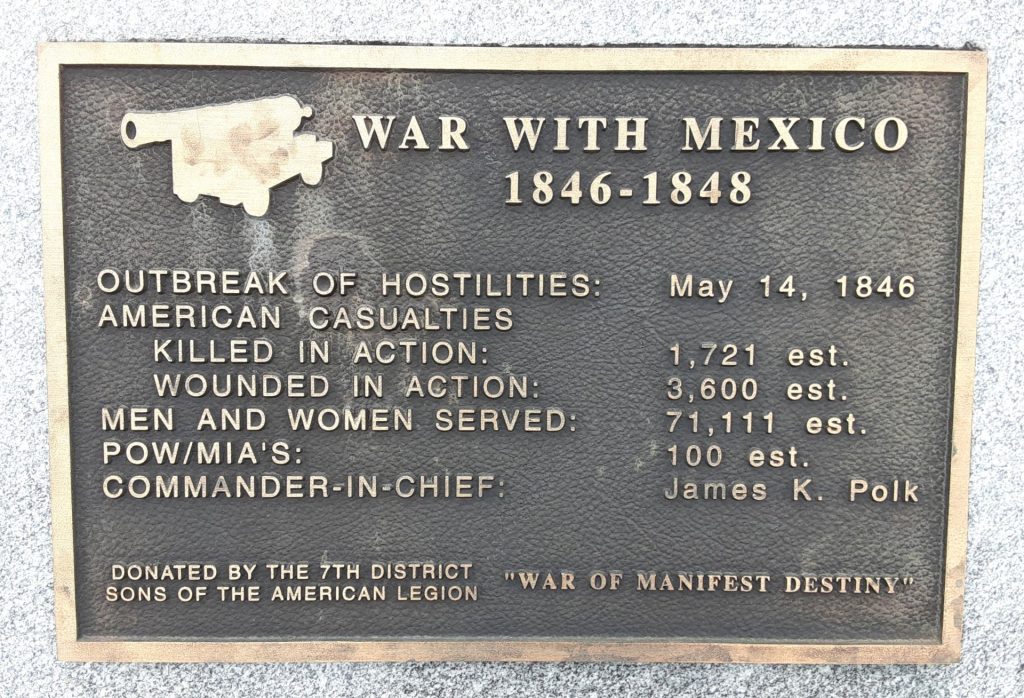 WAR WITH MEXICO
1846-1848
OUTBREAK OF HOSTILITIES: May 14, 1846
AMERICAN CASUALTIES
KILLED IN ACTION: 1,721 est.
WOUNDED IN ACTION: 3,600 est.
MEN AND WOMEN SERVED: 71,111 est.
POW/MIA'S: 100 est.
COMMANDER-IN-CHIEF: James K. Polk
DONATED BY THE 7TH DISTRICT
SONS OF THE AMERICAN LEGION
"WAR OF MANIFEST DESTINY"